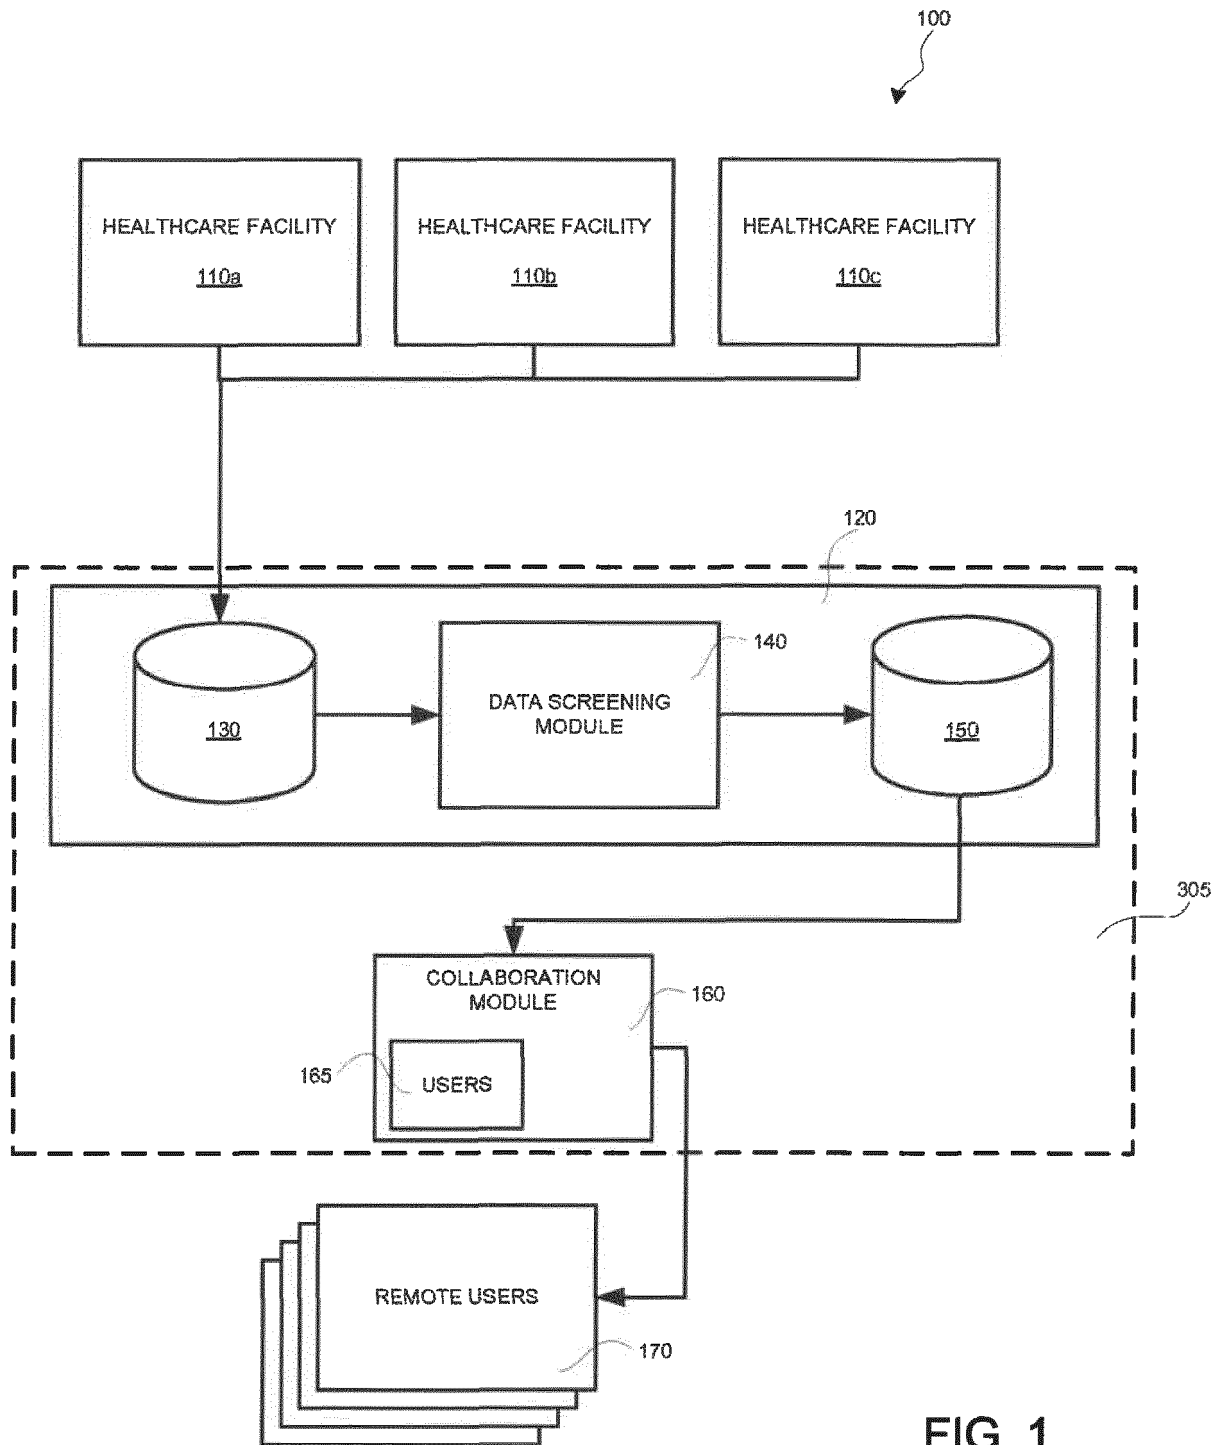 100
HEALTHCARE FACILITY
110a
HEALTHCARE FACILITY
110b
HEALTHCARE FACILITY
110c
120
130
DATA SCREENING
MODULE
140
150
305
COLLABORATION
MODULE
160
165
USERS
REMOTE USERS
170
FIG. 1